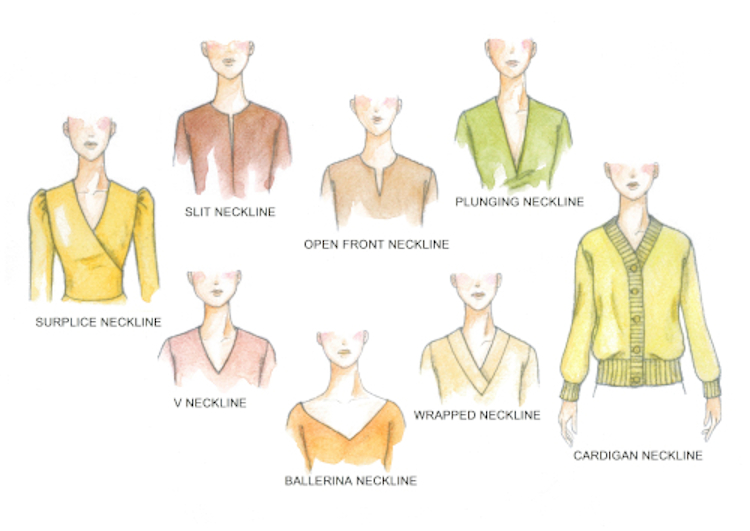 SLIT NECKLINE
PLUNGING NECKLINE
OPEN FRONT NECKLINE
SURPLICE NECKLINE
V NECKLINE
WRAPPED NECKLINE
CARDIGAN NECKLINE
BALLERINA NECKLINE